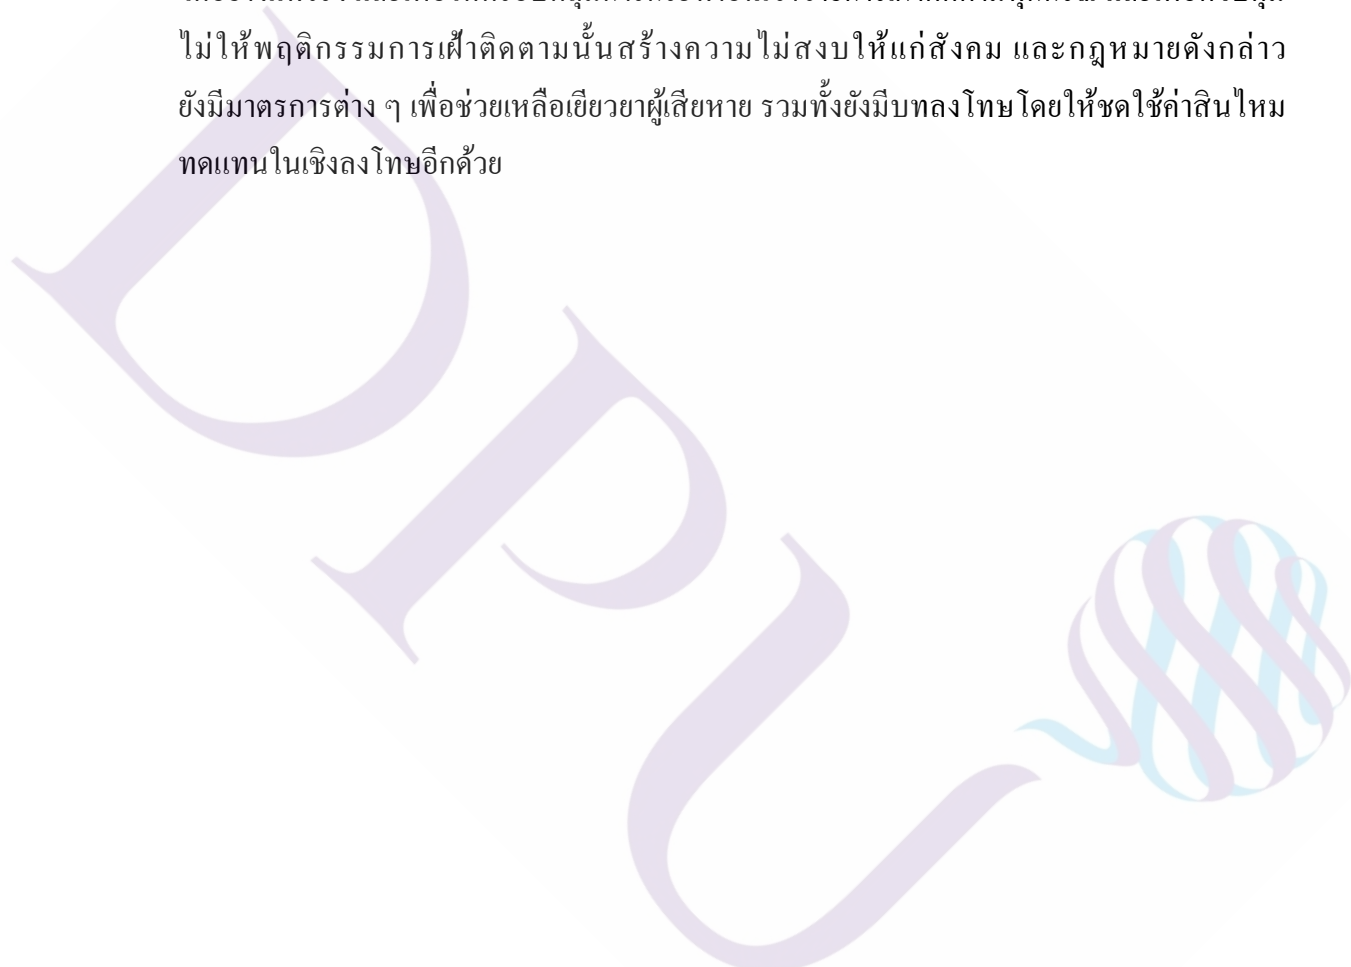 ไม่ให้พฤติกรรมการเฝ้าติดตามนั้นสร้างความไม่สงบให้แก่สังคม และกฎหมายดังกล่าว
ยังมีมาตรการต่าง ๆ เพื่อช่วยเหลือเยียวยาผู้เสียหาย รวมทั้งยังมีบทลงโทษโดยให้ชดใช้ค่าสินไหม
ทดแทนในเชิงลงโทษอีกด้วย
DPU